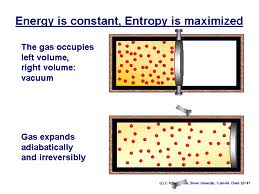 Energy is constant, Entropy is maximized
The gas occupies
left volume,
right volume:
vacuum
Gas expands
adiabatically
and irreversibly